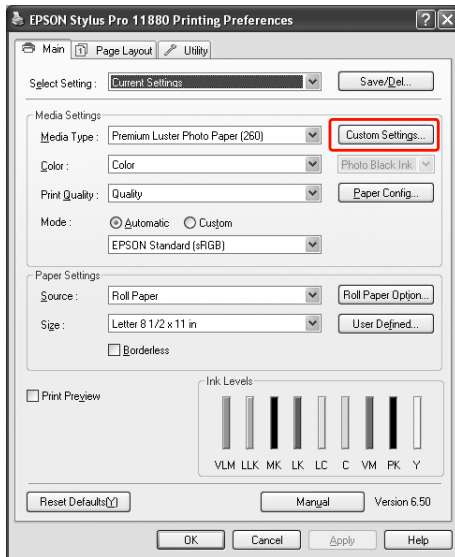 EPSON Stylus Pro 11880 Printing Preferences
Main Page Layout Utility
Select Setting : Current Settings Save/Del...
Media Settings
Media Type : Premium Luster Photo Paper (260) Custom Settings...
Color : Color Photo Black Ink
Print Quality : Quality Paper Config...
Mode : Automatic Custom
EPSON Standard (sRGB)
Paper Settings
Source : Roll Paper Roll Paper Option...
Size : Letter 8 1/2 x 11 in User Defined...
Borderless
Print Preview
Ink Levels
VLM LLK MK LK LC C VM PK Y
Reset Defaults(Y) Manual Version 6.50
OK Cancel Apply Help